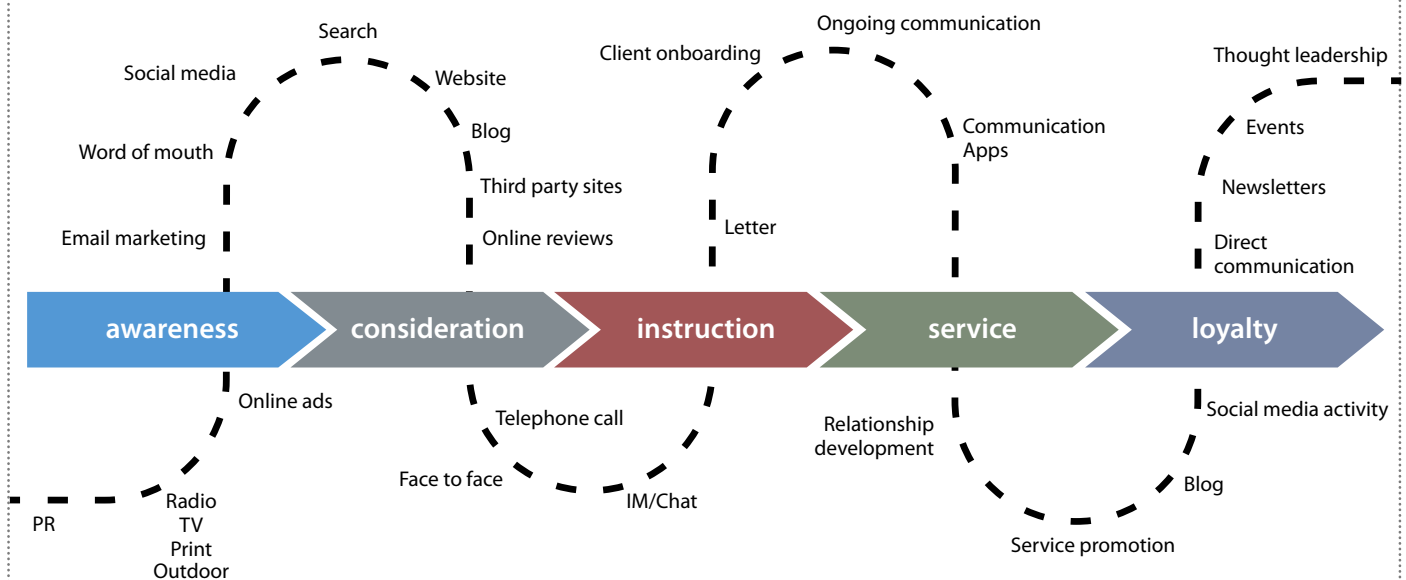 Ongoing communication
Search
Client onboarding
Thought leadership
Social media
Website
Communication
Apps
Events
Blog
Word of mouth
Third party sites
Newsletters
Letter
Email marketing
Online reviews
Direct
communication
awareness
consideration
instruction
service
loyalty
Online ads
Telephone call
Relationship
development
Social media activity
Face to face
Blog
Radio
TV
Print
Outdoor
IM/Chat
PR
Service promotion